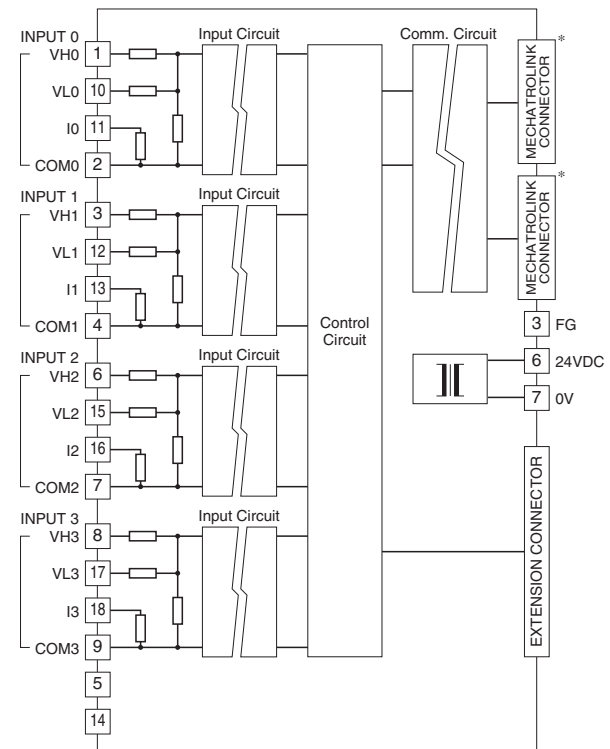 INPUT 0
VH0 1
VL0 10
I0 11
COM0 2
Input Circuit
INPUT 1
VH1 3
VL1 12
I1 13
COM1 4
Input Circuit
INPUT 2
VH2 6
VL2 15
I2 16
COM2 7
Input Circuit
INPUT 3
VH3 8
VL3 17
I3 18
COM3 9
Input Circuit
5
14
Control
Circuit
Comm. Circuit
MECHATROLINK
CONNECTOR
*
MECHATROLINK
CONNECTOR
*
3 FG
6 24VDC
7 0V
EXTENSION CONNECTOR